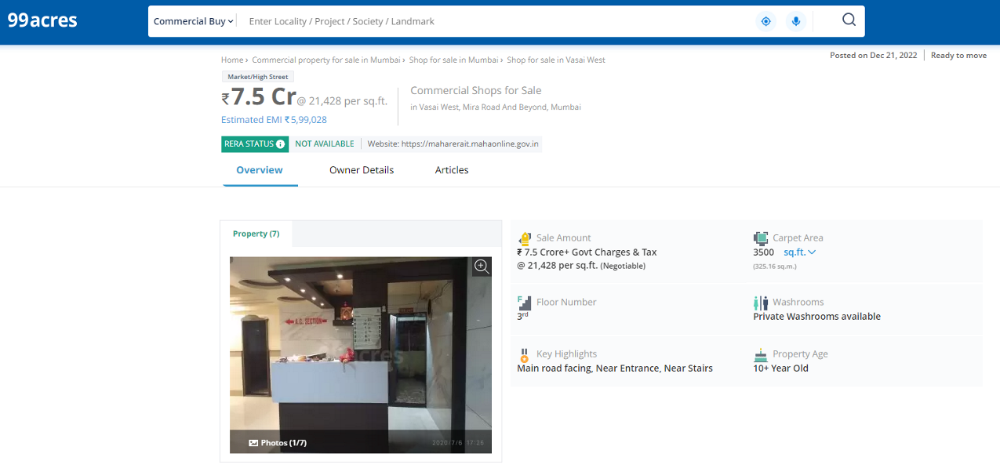 99acres
Commercial Buy
Enter Locality / Project / Society / Landmark
Home › Commercial property for sale in Mumbai › Shop for sale in Mumbai › Shop for sale in Vasai West
Posted on Dec 21, 2022 Ready to move
Market/High Street
₹7.5 Cr @ 21,428 per sq.ft.
Estimated EMI ₹ 5,99,028
Commercial Shops for Sale
in Vasai West, Mira Road And Beyond, Mumbai
RERA STATUS i NOT AVAILABLE Website: https://maharerait.mahaonline.gov.in
Overview Owner Details Articles
Property (7)
A.C. SECTION
acres
Photos (1/7)
2020/7/6 17:26
Sale Amount
₹ 7.5 Crore+ Govt Charges & Tax
@ 21,428 per sq.ft. (Negotiable)
Carpet Area
3500 sq.ft.
(325.16 sq.m.)
F
Floor Number
3rd
Washrooms
Private Washrooms available
Key Highlights
Main road facing, Near Entrance, Near Stairs
Property Age
10+ Year Old